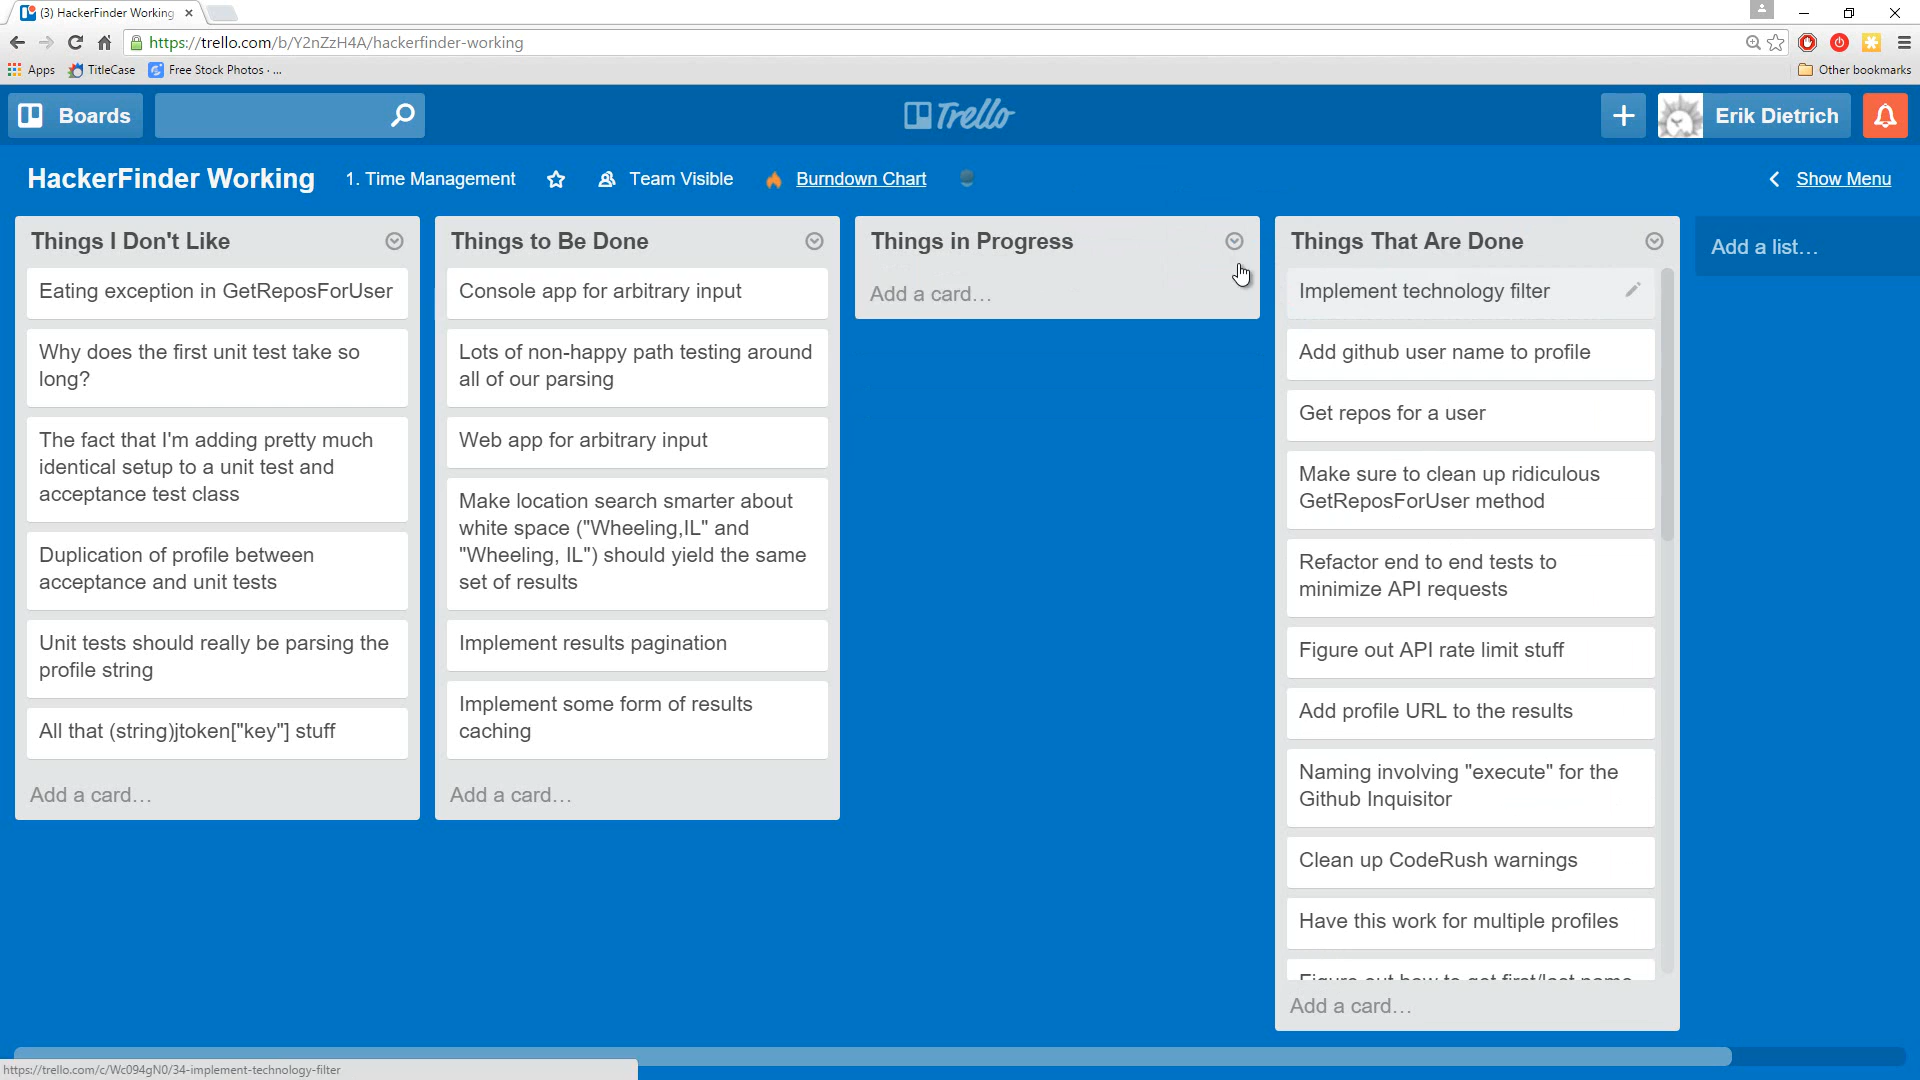 (3) HackerFinder Working
https://trello.com/b/Y2nZzH4A/hackerfinder-working
Apps
TitleCase
Free Stock Photos · ...
Other bookmarks
Boards
Trello
Erik Dietrich
HackerFinder Working
1. Time Management
Team Visible
Burndown Chart
Show Menu
Things I Don't Like
Eating exception in GetReposForUser
Why does the first unit test take so
long?
The fact that I'm adding pretty much
identical setup to a unit test and
acceptance test class
Duplication of profile between
acceptance and unit tests
Unit tests should really be parsing the
profile string
All that (string)jtoken["key"] stuff
Add a card…
Things to Be Done
Console app for arbitrary input
Lots of non-happy path testing around
all of our parsing
Web app for arbitrary input
Make location search smarter about
white space ("Wheeling,IL" and
"Wheeling, IL") should yield the same
set of results
Implement results pagination
Implement some form of results
caching
Add a card…
Things in Progress
Add a card…
Things That Are Done
Implement technology filter
Add github user name to profile
Get repos for a user
Make sure to clean up ridiculous
GetReposForUser method
Refactor end to end tests to
minimize API requests
Figure out API rate limit stuff
Add profile URL to the results
Naming involving "execute" for the
Github Inquisitor
Clean up CodeRush warnings
Have this work for multiple profiles
Figure out how to get first/last name
Add a card…
Add a list…
https://trello.com/c/Wc094gN0/34-implement-technology-filter